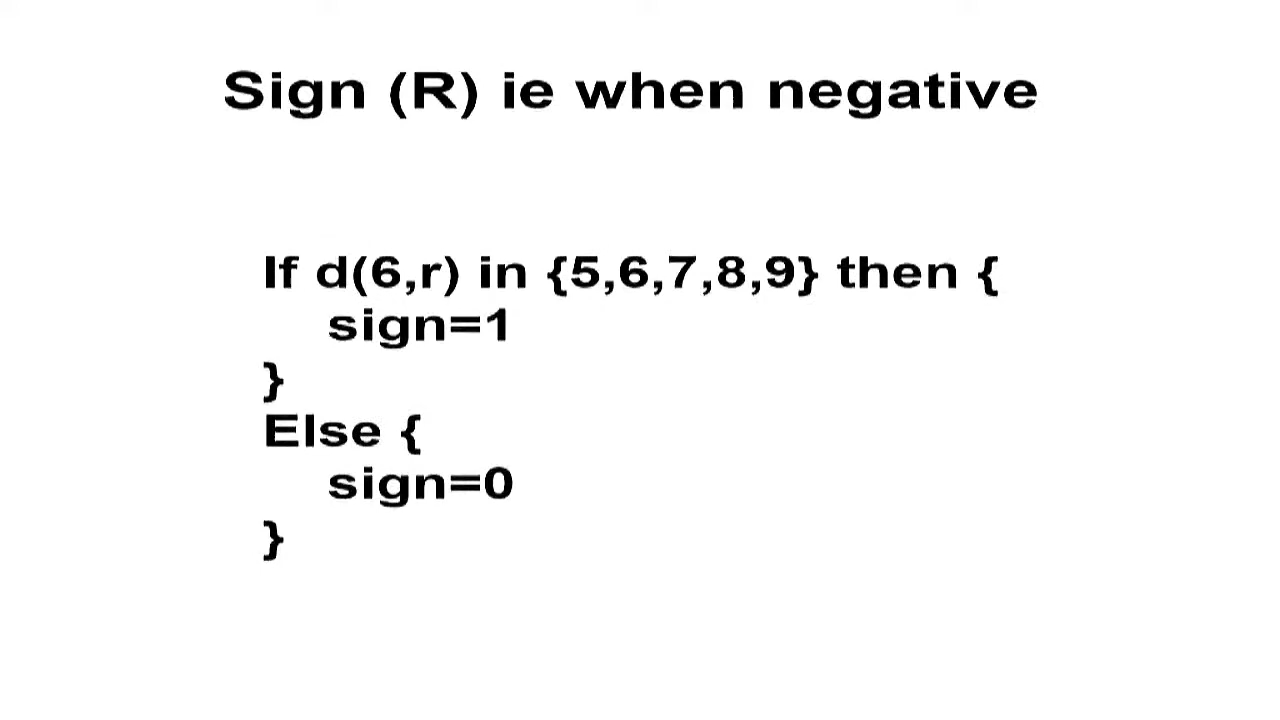 Sign (R) ie when negative
If d(6,r) in {5,6,7,8,9} then {
sign=1
}
Else {
sign=0
}